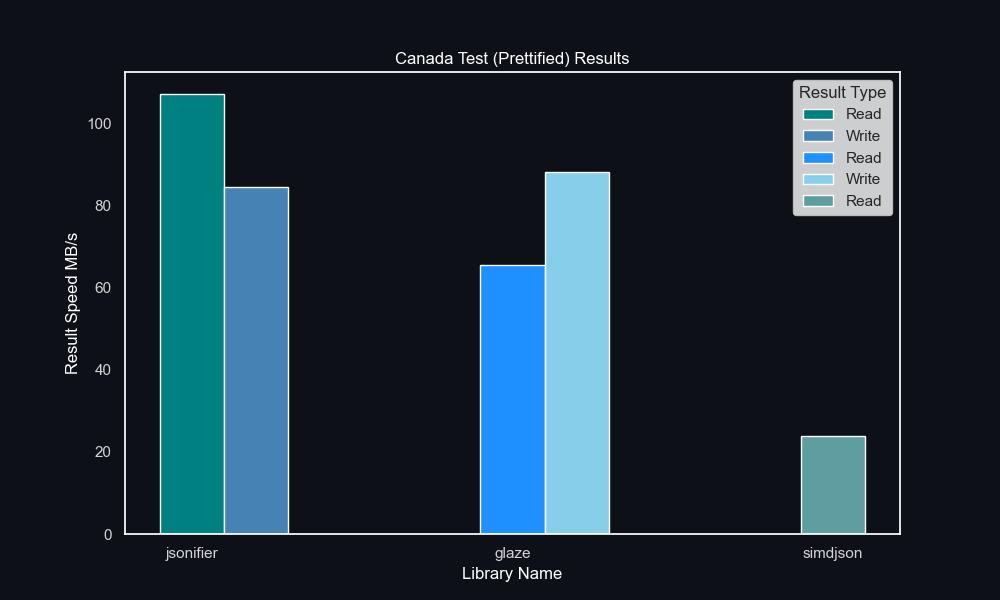 Canada Test (Prettified) Results
Result Type
Read
Write
Read
Write
Read
Result Speed MB/s
100
80
60
40
20
0
jsonifier
glaze
simdjson
Library Name